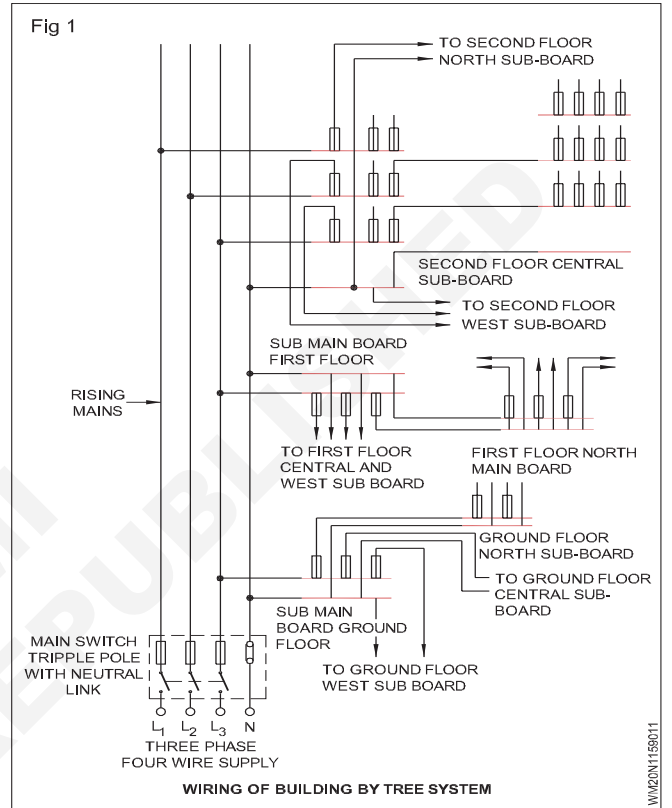 Fig 1
TO SECOND FLOOR
NORTH SUB-BOARD
SECOND FLOOR CENTRAL
SUB-BOARD
TO SECOND FLOOR
WEST SUB-BOARD
SUB MAIN BOARD
FIRST FLOOR
RISING
MAINS
TO FIRST FLOOR
CENTRAL AND
WEST SUB BOARD
FIRST FLOOR NORTH
MAIN BOARD
GROUND FLOOR
NORTH SUB-BOARD
TO GROUND FLOOR
CENTRAL SUB-
BOARD
SUB MAIN
BOARD GROUND
FLOOR
TO GROUND FLOOR
WEST SUB BOARD
MAIN SWITCH
TRIPPLE POLE
WITH NEUTRAL
LINK
L1 L2 L3 N
THREE PHASE
FOUR WIRE SUPPLY
WIRING OF BUILDING BY TREE SYSTEM
WM20N1159011